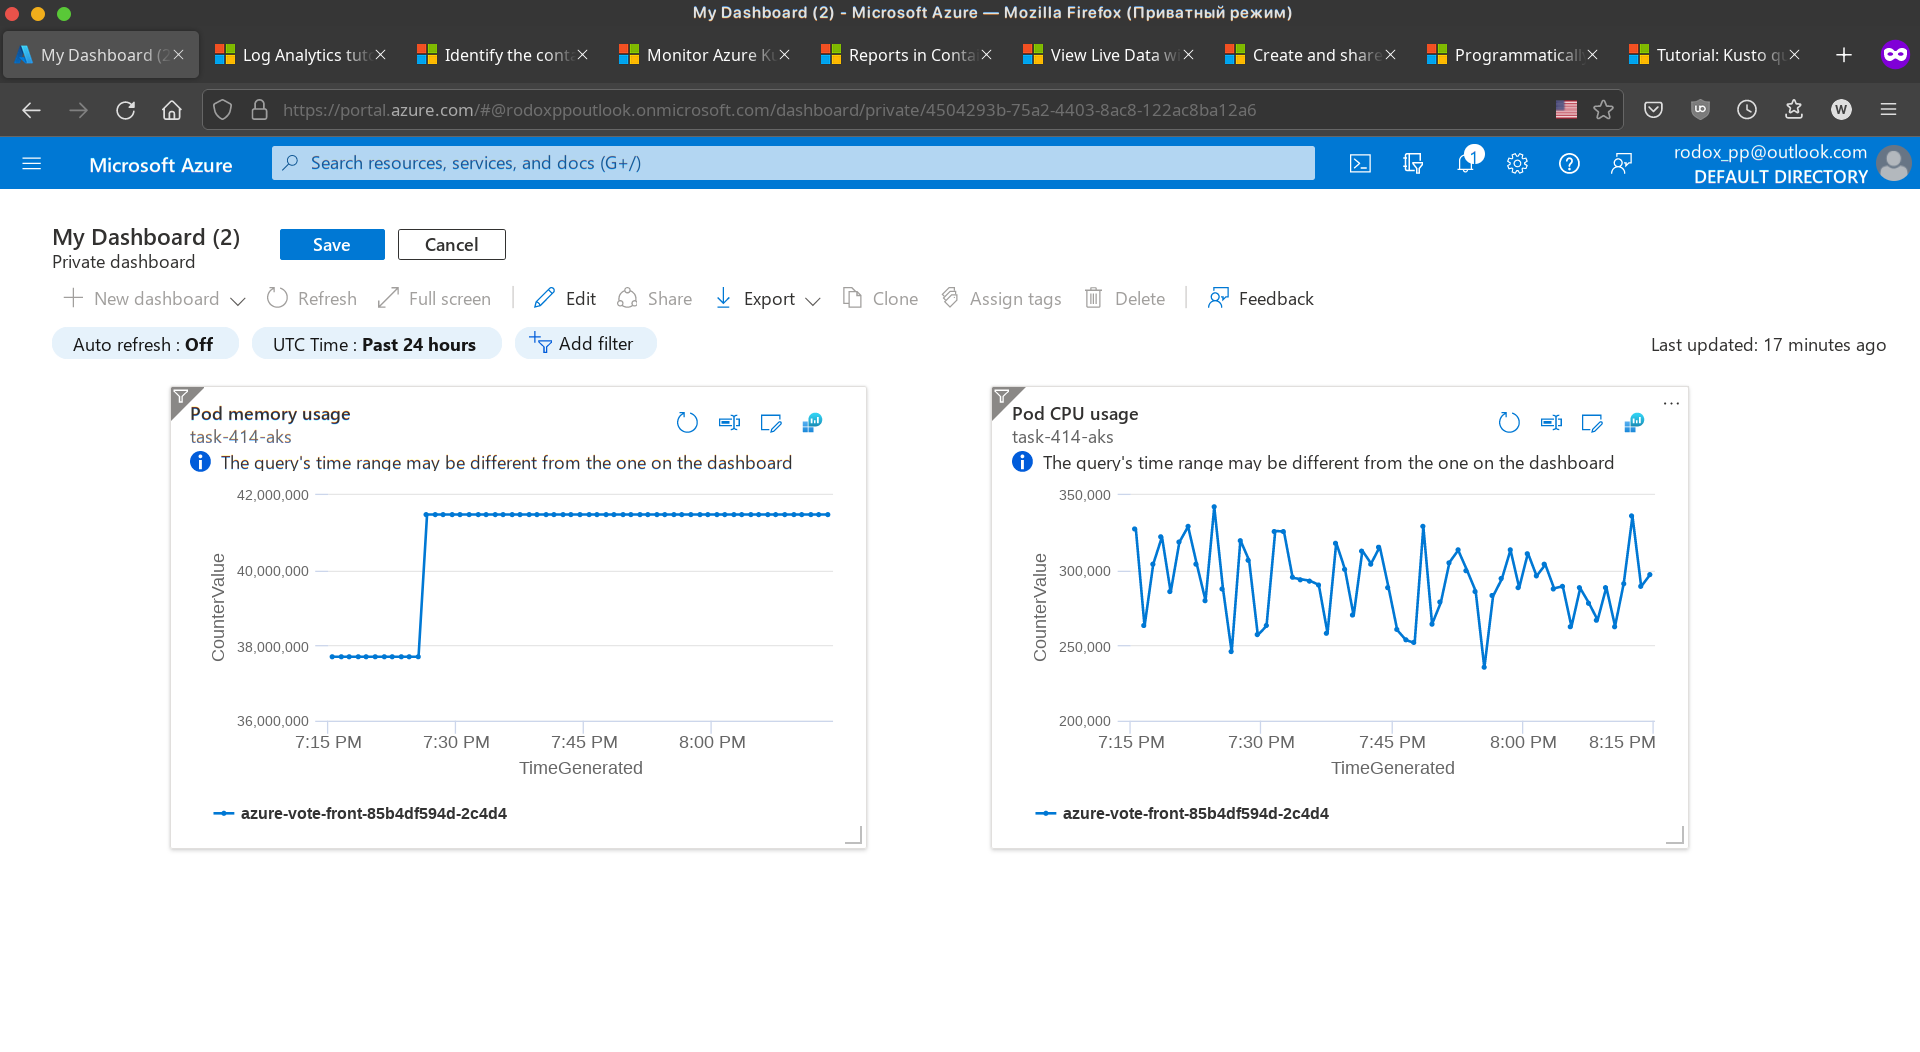 My Dashboard (2) - Microsoft Azure — Mozilla Firefox (Приватный режим)
My Dashboard (2
Log Analytics tut
Identify the conta
Monitor Azure K
Reports in Contai
View Live Data wi
Create and share
Programmatically
Tutorial: Kusto qu
https://portal.azure.com/#@rodoxppoutlook.onmicrosoft.com/dashboard/private/4504293b-75a2-4403-8ac8-122ac8ba12a6
W
Microsoft Azure
Search resources, services, and docs (G+/)
1
rodox_pp@outlook.com
DEFAULT DIRECTORY
My Dashboard (2)
Private dashboard
Save
Cancel
New dashboard
Refresh
Full screen
Edit
Share
Export
Clone
Assign tags
Delete
Feedback
Auto refresh : Off
UTC Time : Past 24 hours
Add filter
Last updated: 17 minutes ago
Pod memory usage
task-414-aks
The query's time range may be different from the one on the dashboard
42,000,000
40,000,000
38,000,000
36,000,000
CounterValue
7:15 PM 7:30 PM 7:45 PM 8:00 PM
TimeGenerated
azure-vote-front-85b4df594d-2c4d4
Pod CPU usage
task-414-aks
The query's time range may be different from the one on the dashboard
350,000
300,000
250,000
200,000
CounterValue
7:15 PM 7:30 PM 7:45 PM 8:00 PM 8:15 PM
TimeGenerated
azure-vote-front-85b4df594d-2c4d4